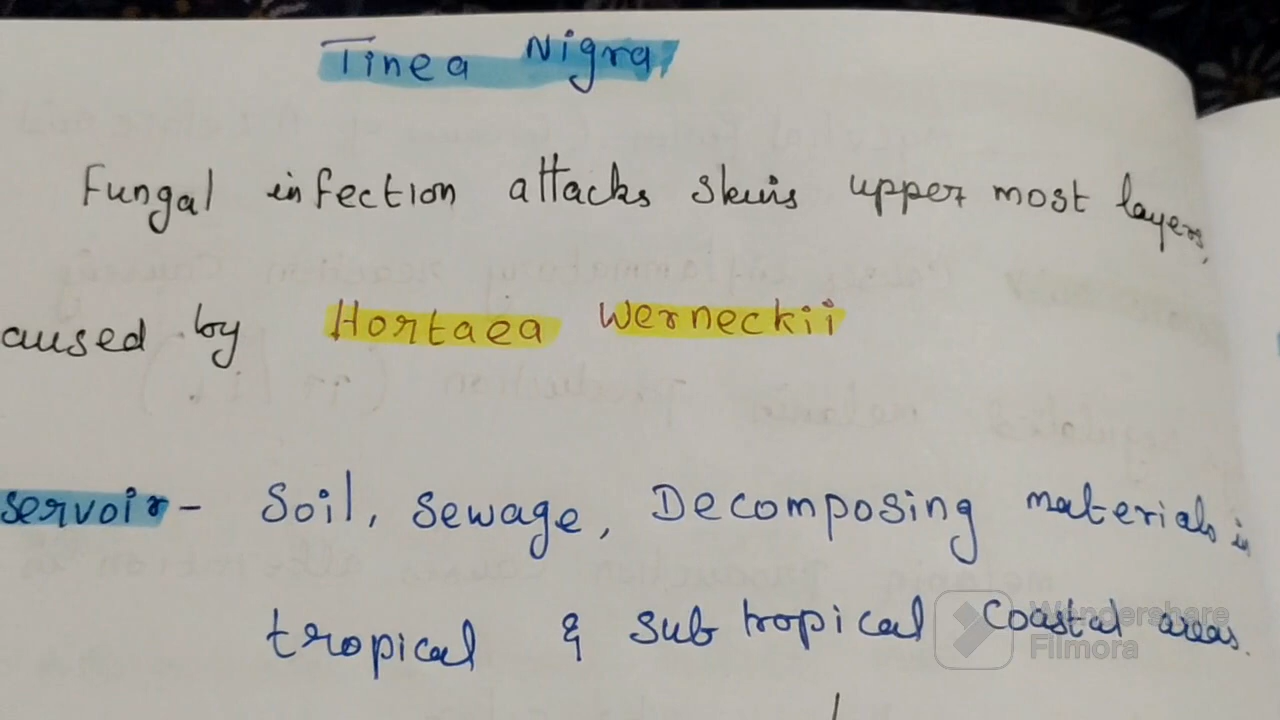 Tinea Nigra
Fungal infection attacks skins upper most layers,
aused by Hortaea Werneckii
servoir - Soil, Sewage, Decomposing materials in
tropical & sub tropical coastal areas.
Wondershare
Filmora